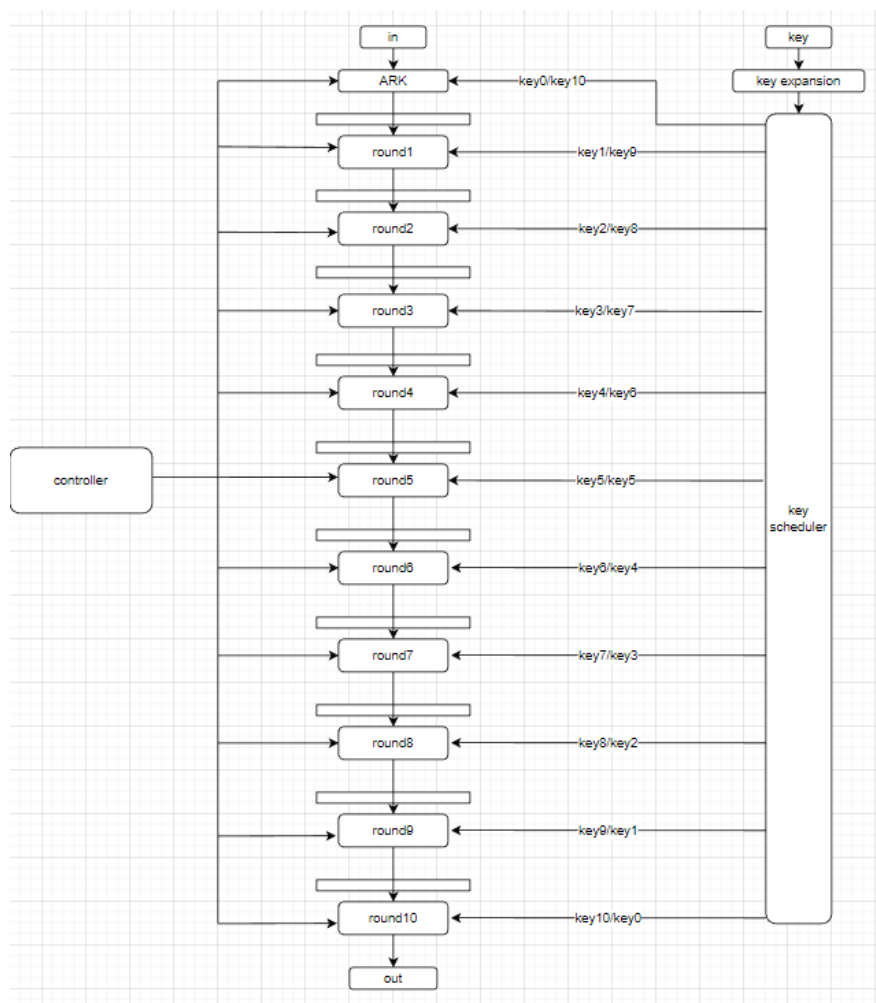 in
key
ARK
key0/key10
key expansion
round1
key1/key9
round2
key2/key8
round3
key3/key7
round4
key4/key6
controller
round5
key5/key5
key
scheduler
round6
key6/key4
round7
key7/key3
round8
key8/key2
round9
key9/key1
round10
key10/key0
out